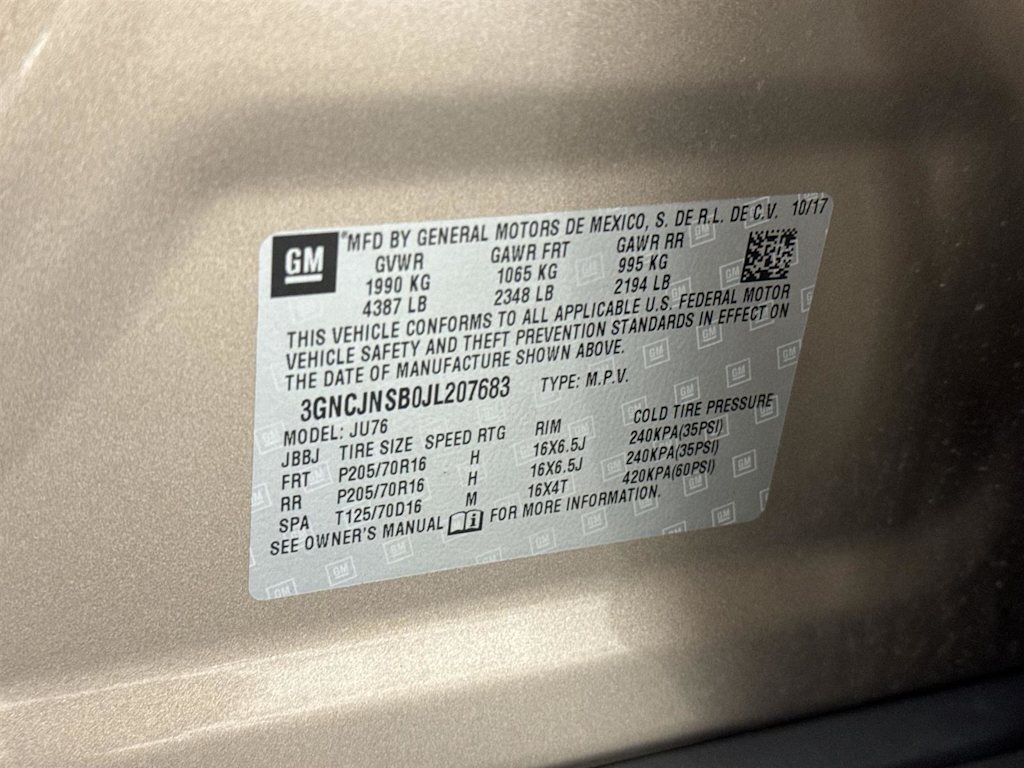 GM ®MFD BY GENERAL MOTORS DE MEXICO, S. DE R.L. DE C.V. 10/17
GVWR GAWR FRT GAWR RR
1990 KG 1065 KG 995 KG
4387 LB 2348 LB 2194 LB
THIS VEHICLE CONFORMS TO ALL APPLICABLE U.S. FEDERAL MOTOR
VEHICLE SAFETY AND THEFT PREVENTION STANDARDS IN EFFECT ON
THE DATE OF MANUFACTURE SHOWN ABOVE.
3GNCJNSB0JL207683 TYPE: M.P.V.
MODEL: JU76
JBBJ TIRE SIZE SPEED RTG RIM COLD TIRE PRESSURE
FRT P205/70R16 H 16X6.5J 240KPA(35PSI)
RR P205/70R16 H 16X6.5J 240KPA(35PSI)
SPA T125/70D16 M 16X4T 420KPA(60PSI)
SEE OWNER'S MANUAL i FOR MORE INFORMATION.